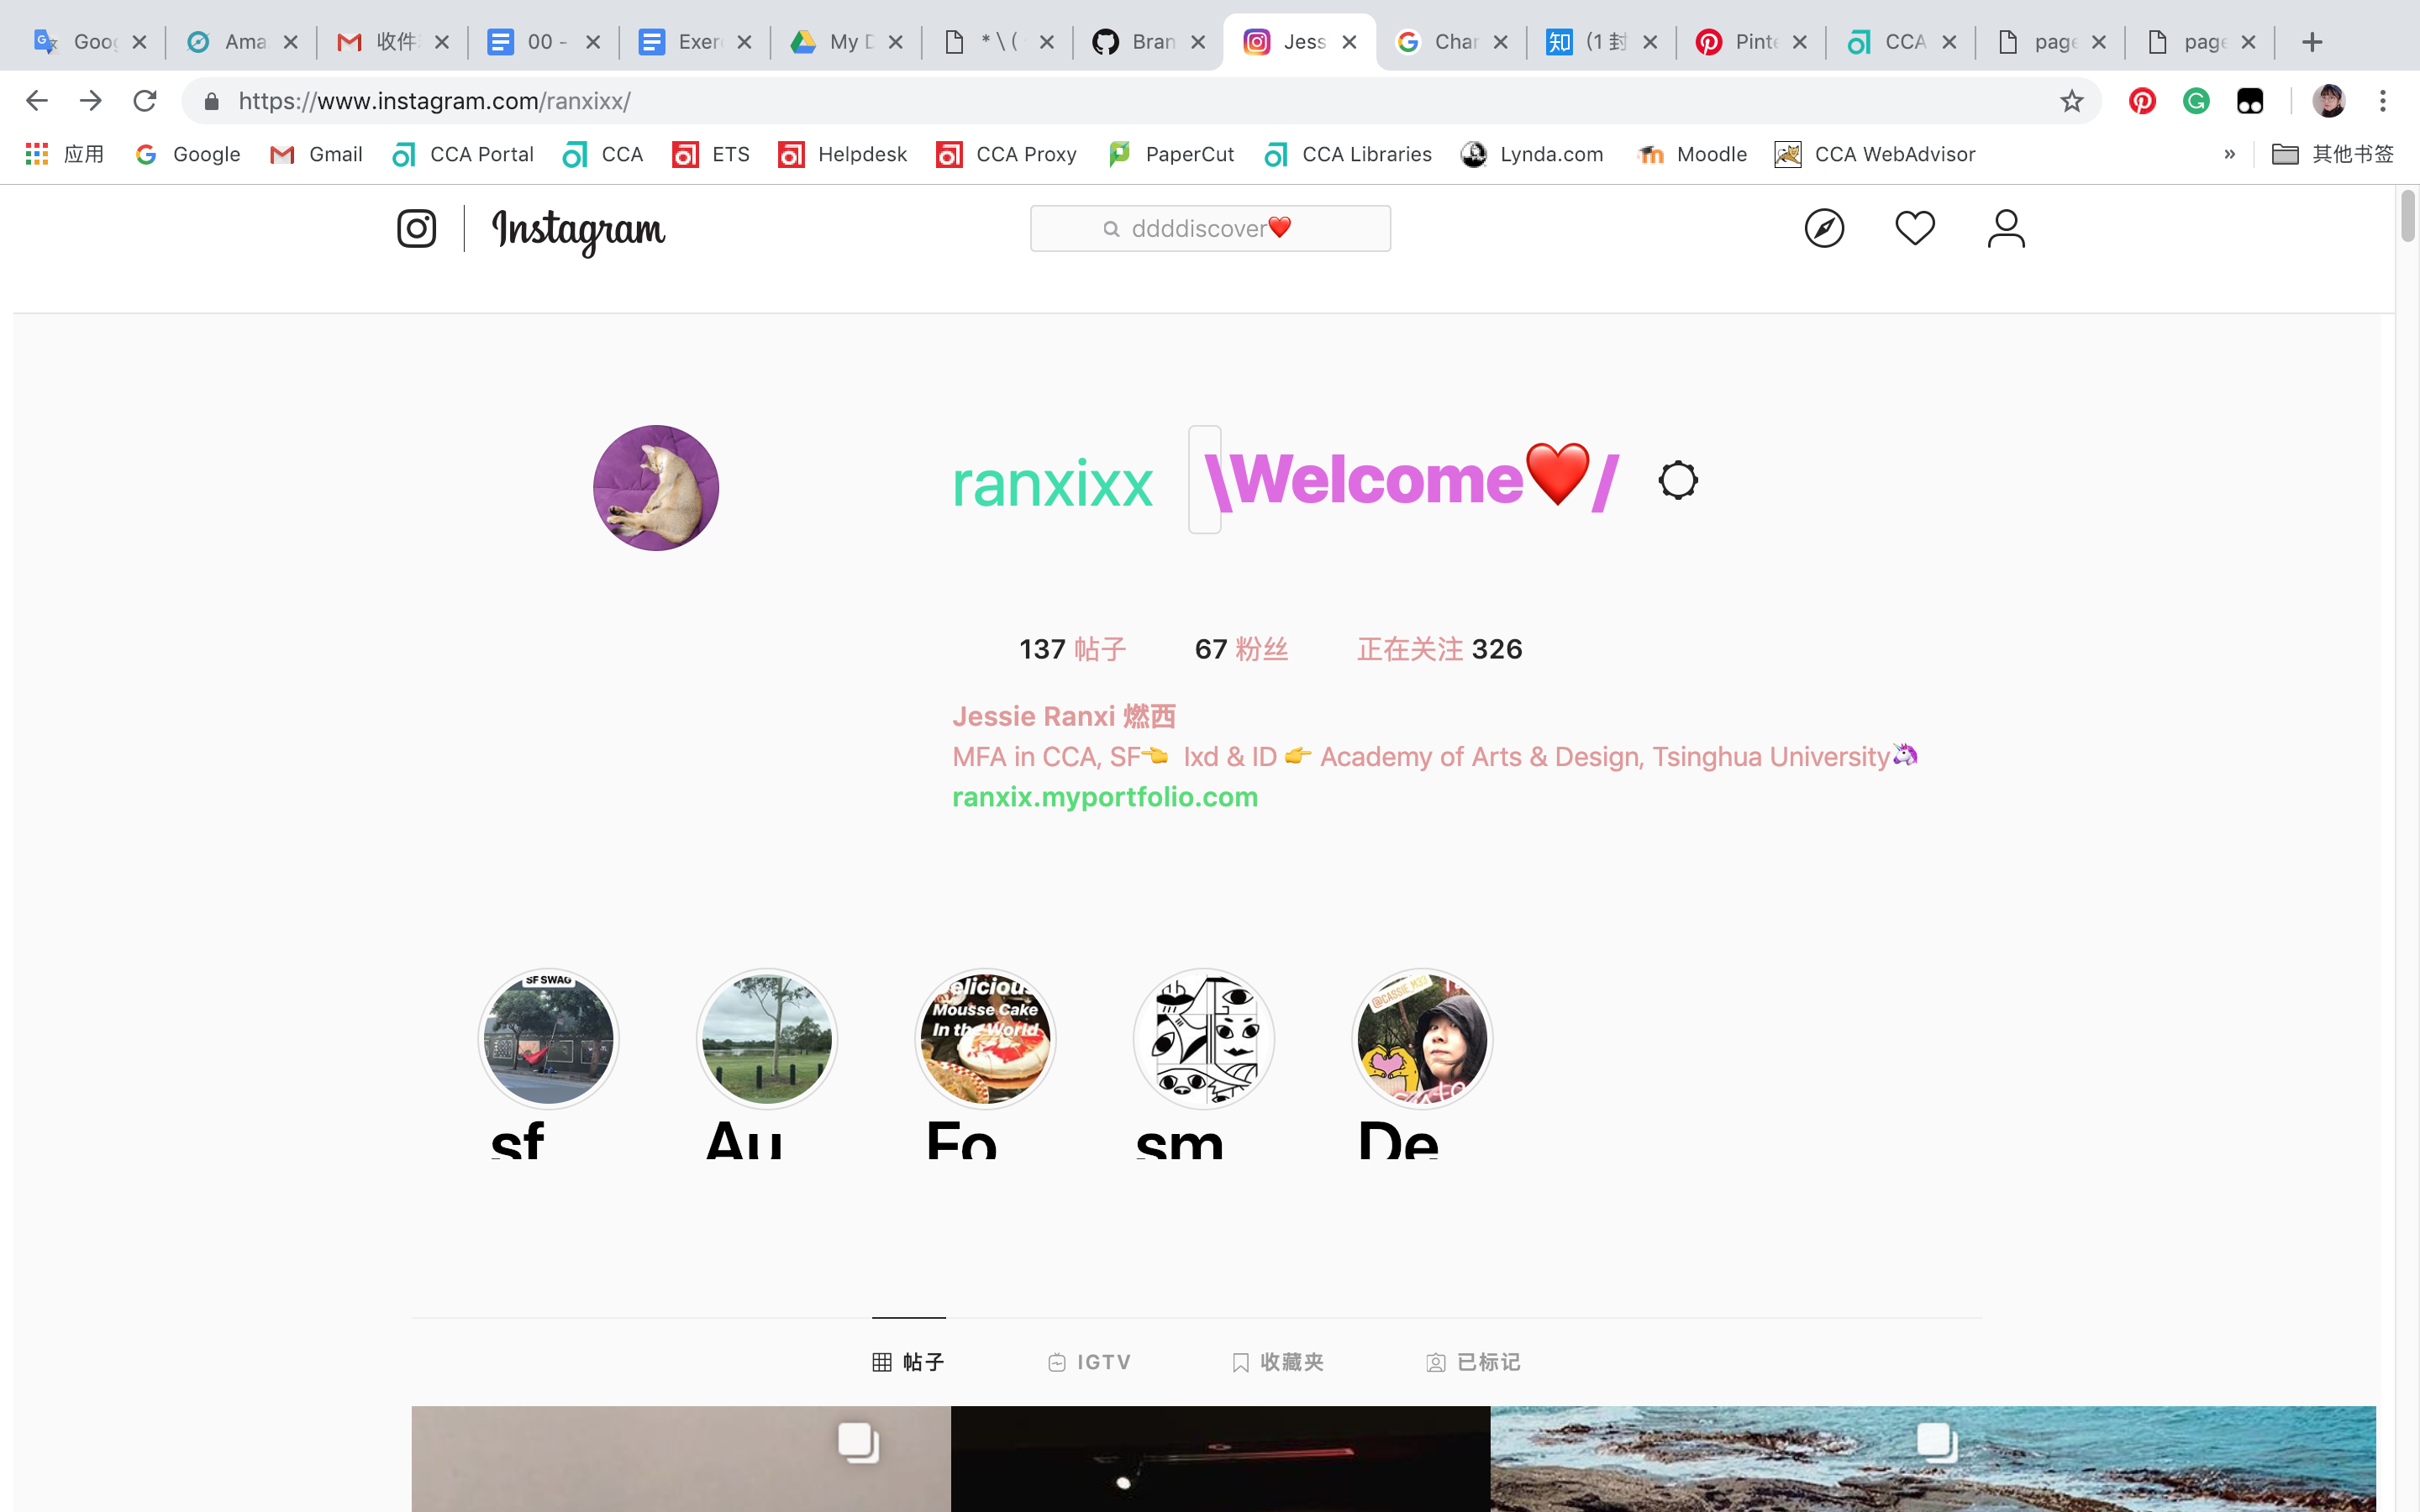 Goog Ama 收件 00 - Exer My D * \ ( Bran Jess Char (1 封 Pinte CCA page page
https://www.instagram.com/ranxixx/
应用 Google Gmail CCA Portal CCA ETS Helpdesk CCA Proxy PaperCut CCA Libraries Lynda.com Moodle CCA WebAdvisor » 其他书签
Instagram ddddiscover❤️
ranxixx \Welcome❤️/
137 帖子 67 粉丝 正在关注 326
Jessie Ranxi 燃西
MFA in CCA, SF👈 Ixd & ID 👉 Academy of Arts & Design, Tsinghua University🦄
ranxix.myportfolio.com
SF SWAG
elicious
Mousse Cake
In the World
@CASSIE_M33
sf Au Fo sm De
帖子 IGTV 收藏夹 已标记